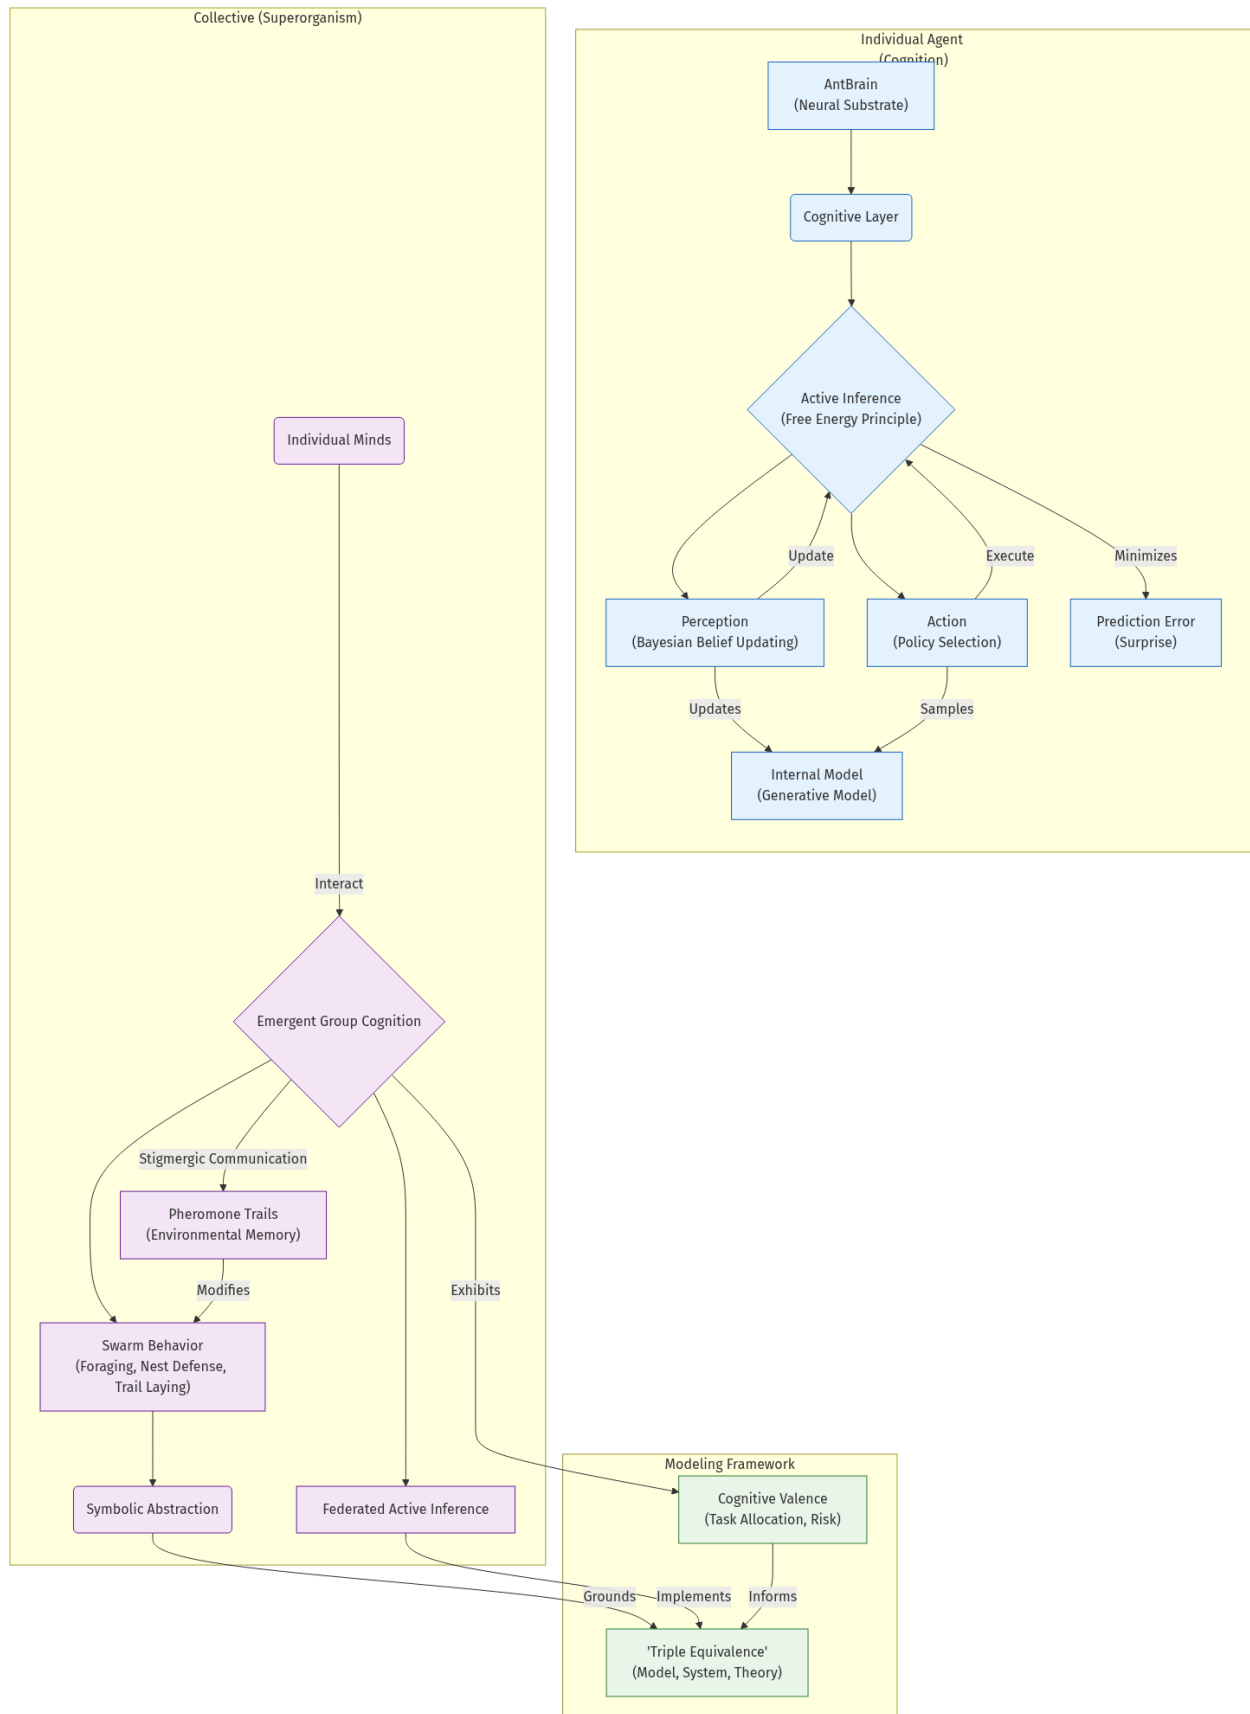 Collective (Superorganism)
Individual Minds
Interact
Emergent Group Cognition
Stigmergic Communication
Pheromone Trails
(Environmental Memory)
Modifies
Exhibits
Swarm Behavior
(Foraging, Nest Defense,
Trail Laying)
Symbolic Abstraction
Federated Active Inference
Individual Agent
(Cognition)
AntBrain
(Neural Substrate)
Cognitive Layer
Active Inference
(Free Energy Principle)
Update
Execute
Minimizes
Perception
(Bayesian Belief Updating)
Action
(Policy Selection)
Prediction Error
(Surprise)
Updates
Samples
Internal Model
(Generative Model)
Modeling Framework
Cognitive Valence
(Task Allocation, Risk)
Grounds
Implements
Informs
'Triple Equivalence'
(Model, System, Theory)